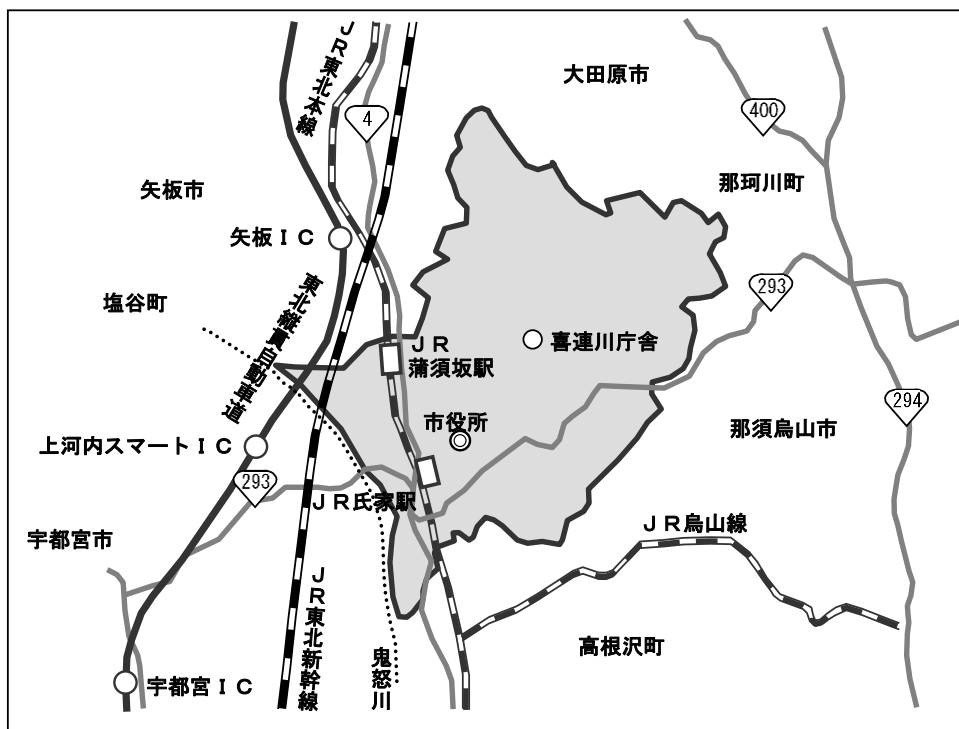 JR東北本線
4
大田原市
400
那珂川町
矢板市
矢板IC
293
塩谷町
東北縦貫自動車道
JR
蒲須坂駅
喜連川庁舎
市役所
那須烏山市
294
上河内スマートIC
293
JR氏家駅
宇都宮市
JR烏山線
JR東北新幹線
鬼怒川
高根沢町
宇都宮IC